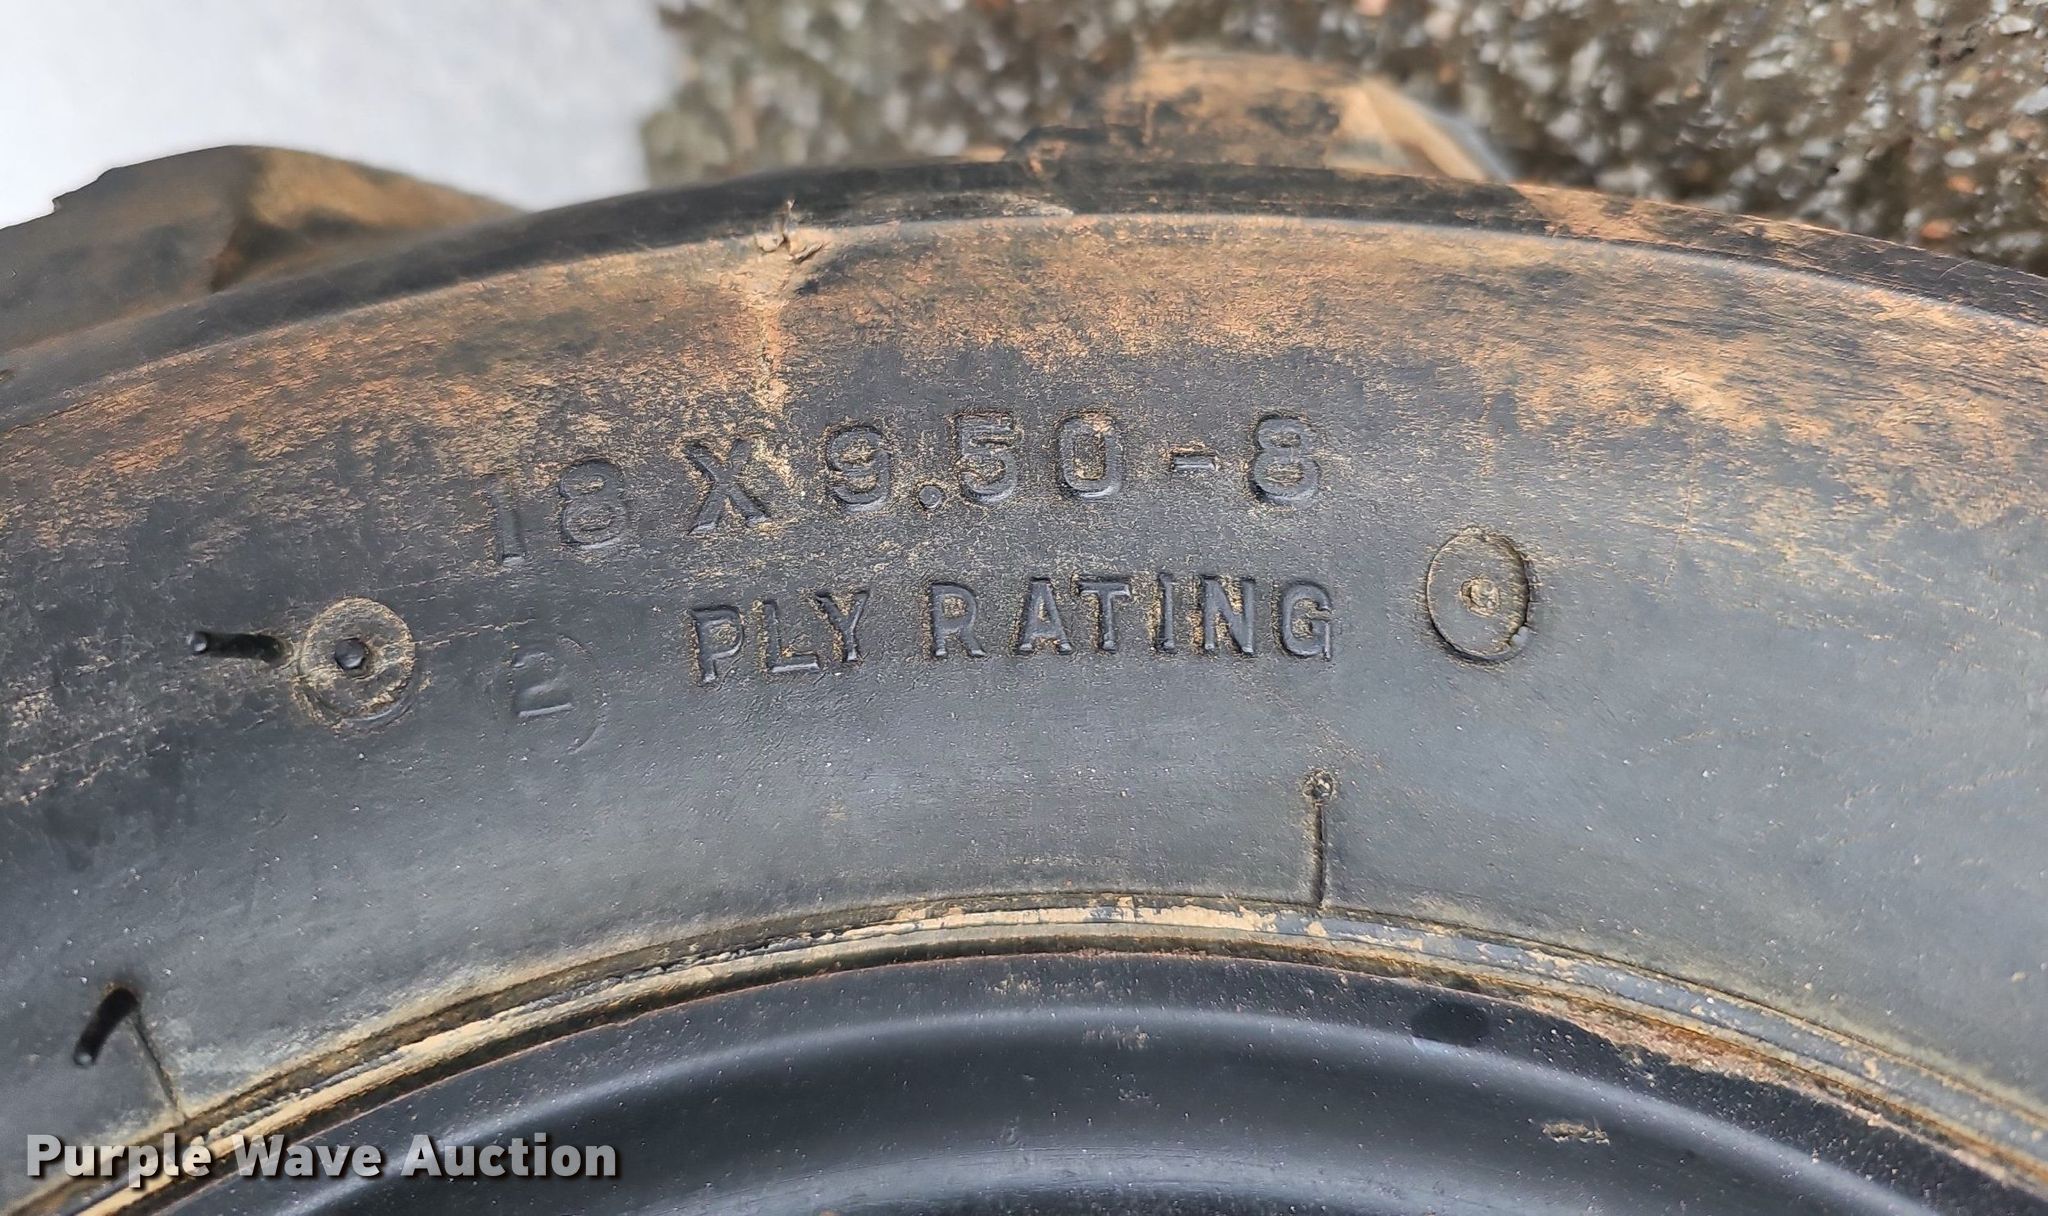 18 X 9.50-8
2 PLY RATING
Purple Wave Auction